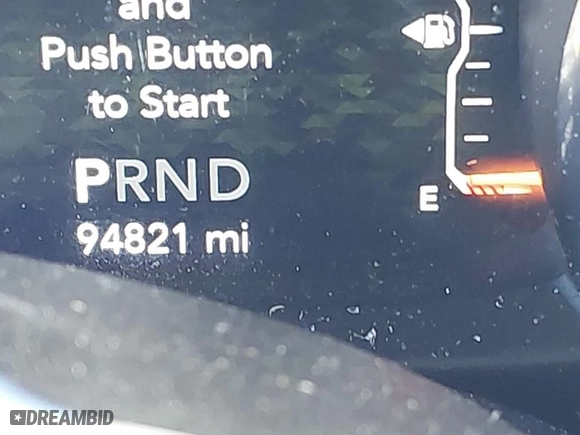 and
Push Button
to Start
PRND
94821 mi
E
DREAMBID